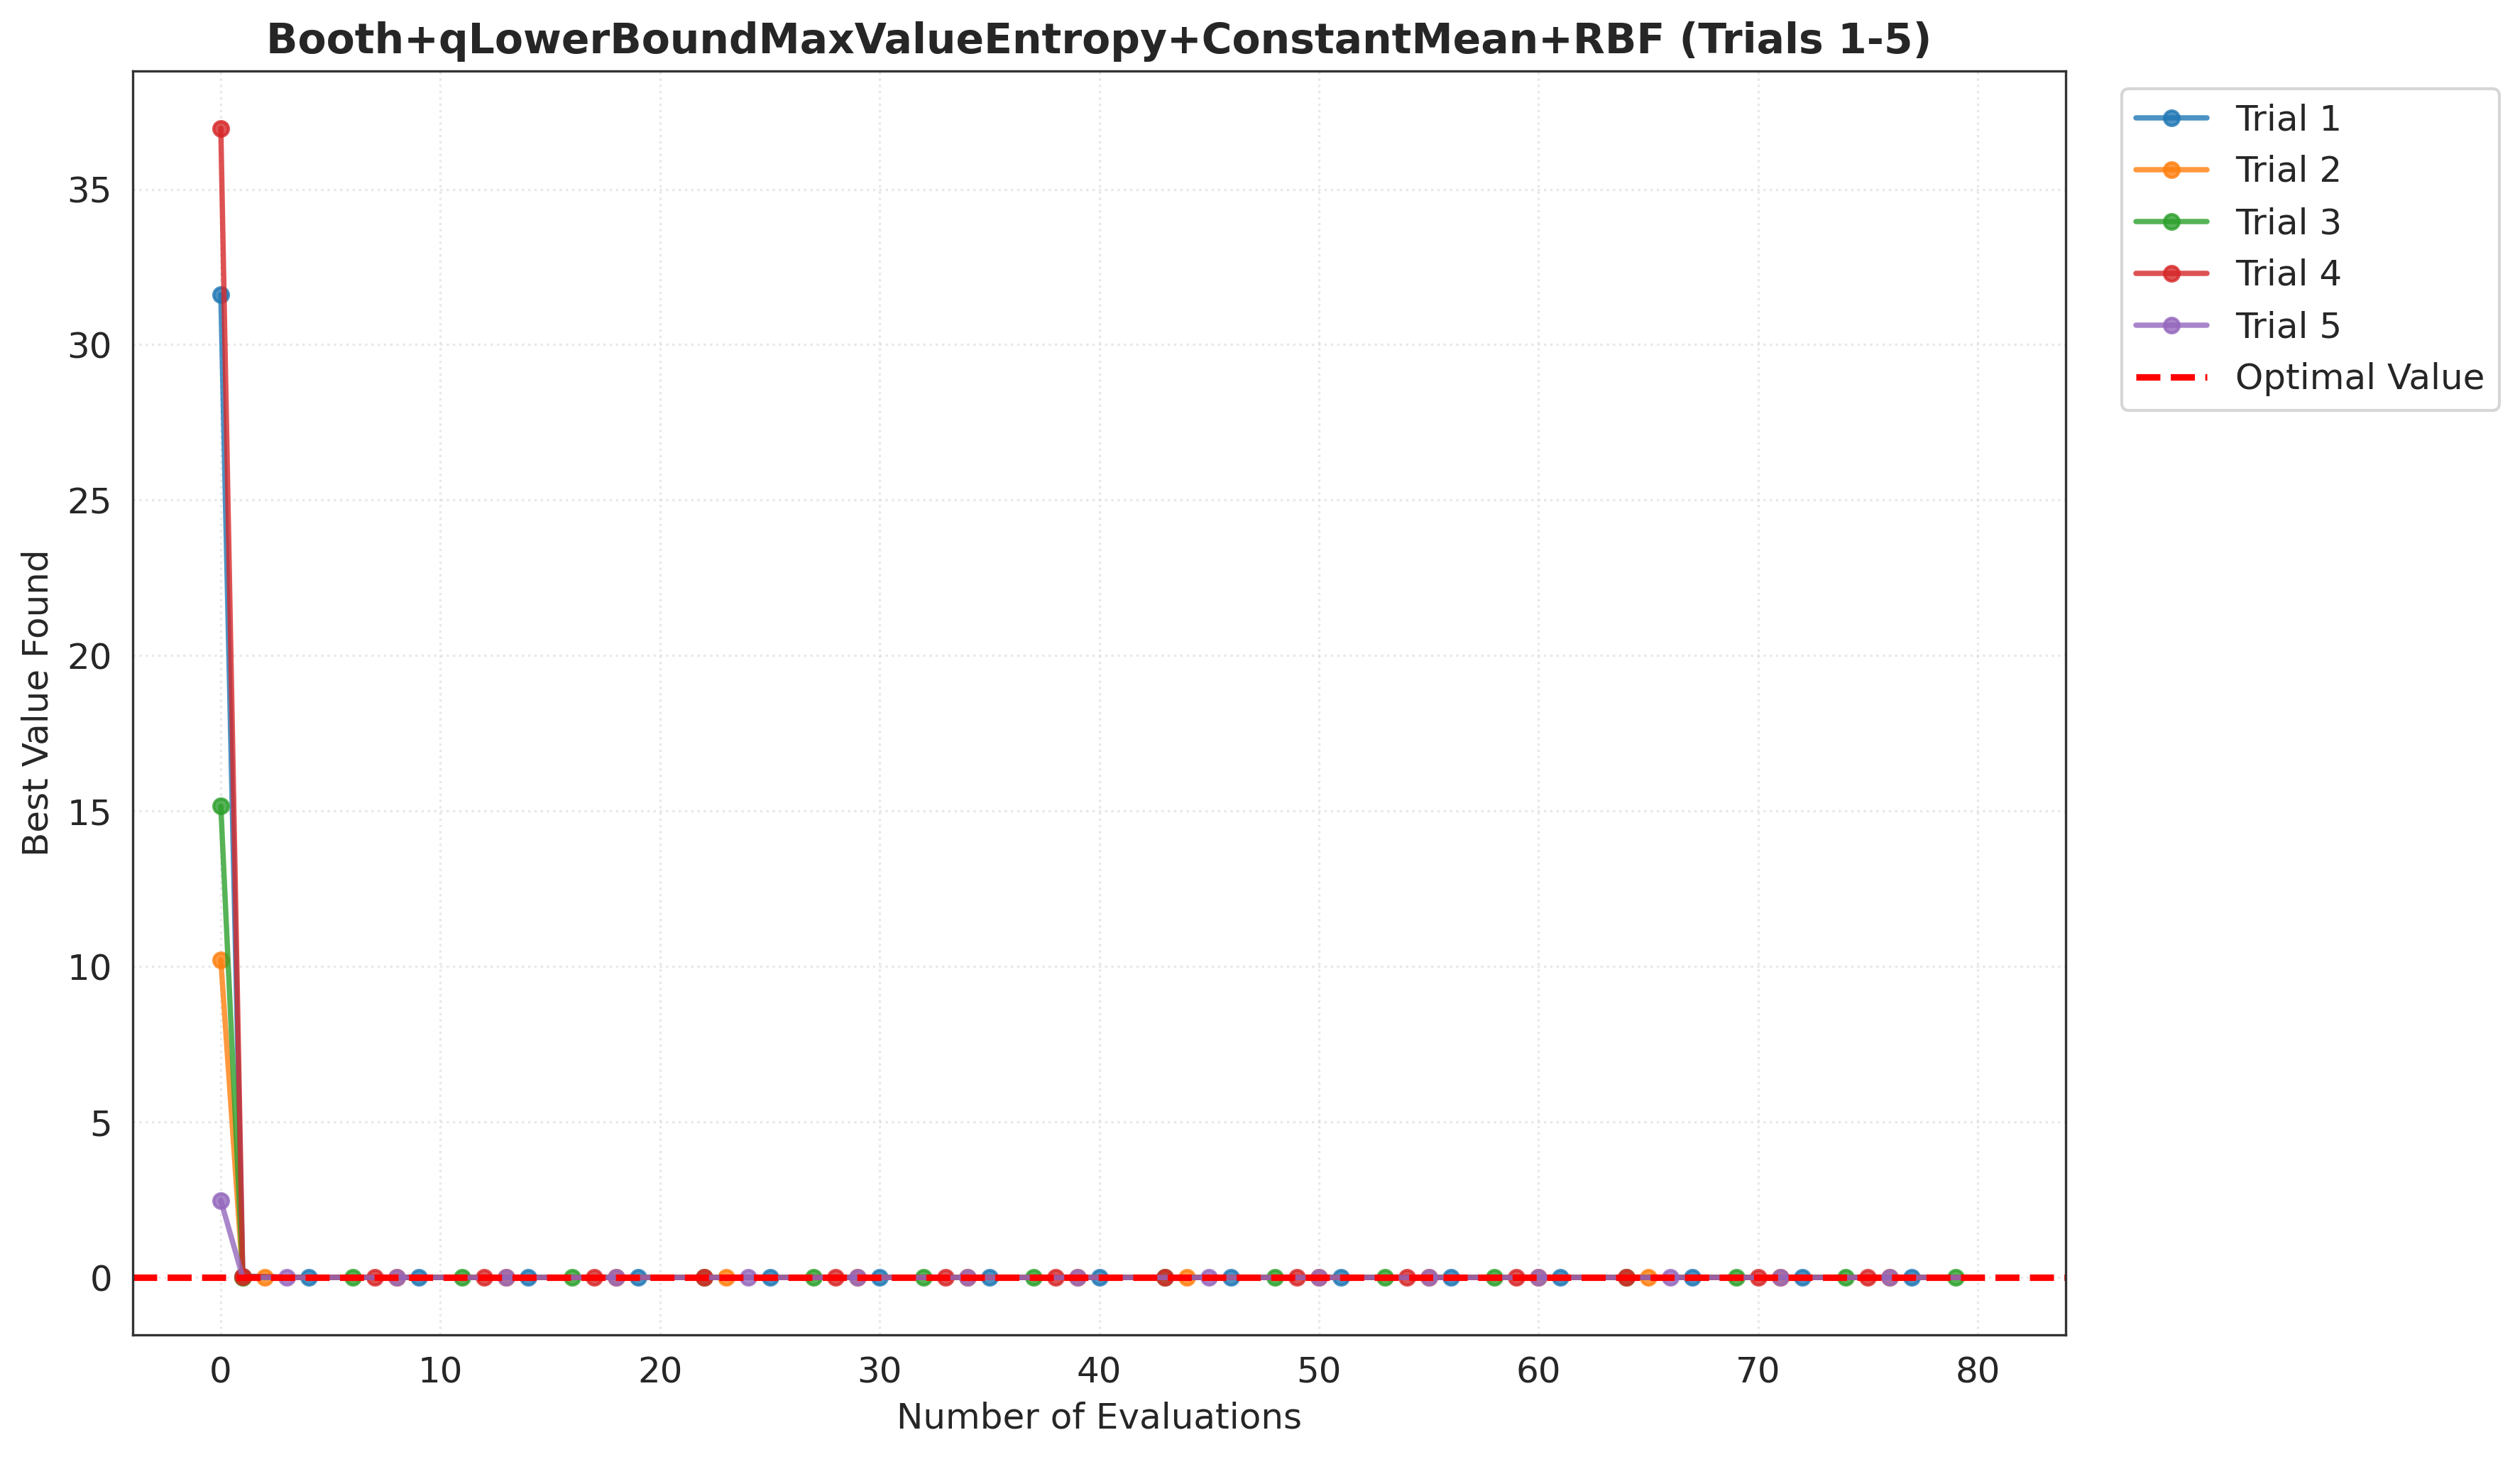 Booth+qLowerBoundMaxValueEntropy+ConstantMean+RBF (Trials 1-5)
Trial 1
Trial 2
Trial 3
Trial 4
Trial 5
Optimal Value
Best Value Found
35
30
25
20
15
10
5
0
0 10 20 30 40 50 60 70 80
Number of Evaluations